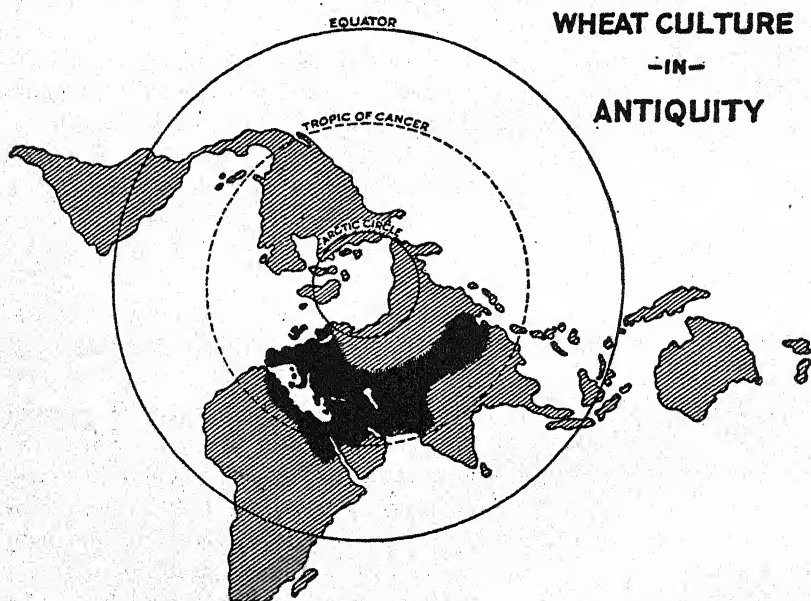 WHEAT CULTURE
-IN-
ANTIQUITY
EQUATOR
TROPIC OF CANCER
ARCTIC CIRCLE